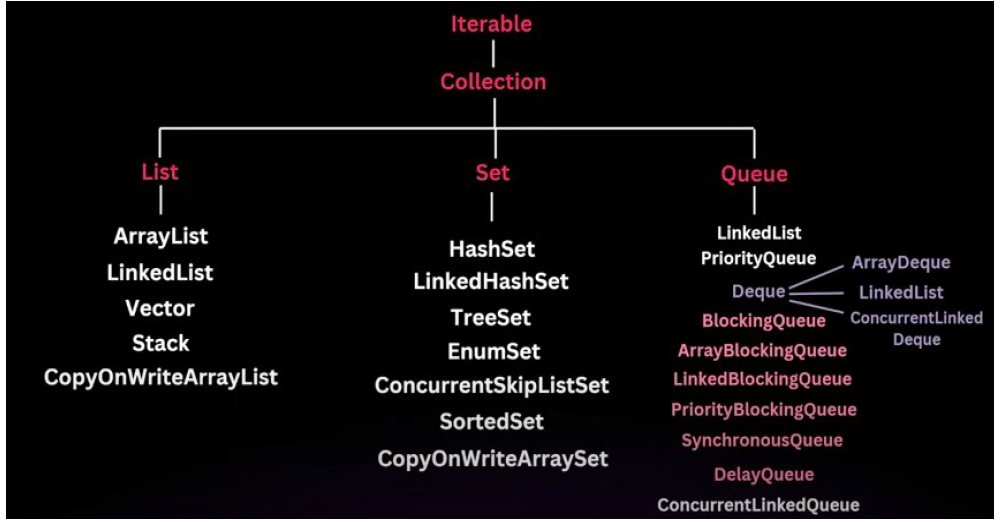 Iterable
Collection
List
Set
Queue
ArrayList
LinkedList
Vector
Stack
CopyOnWriteArrayList
HashSet
LinkedHashSet
TreeSet
EnumSet
ConcurrentSkipListSet
SortedSet
CopyOnWriteArraySet
LinkedList
PriorityQueue
Deque
ArrayDeque
LinkedList
ConcurrentLinked
Deque
BlockingQueue
ArrayBlockingQueue
LinkedBlockingQueue
PriorityBlockingQueue
SynchronousQueue
DelayQueue
ConcurrentLinkedQueue